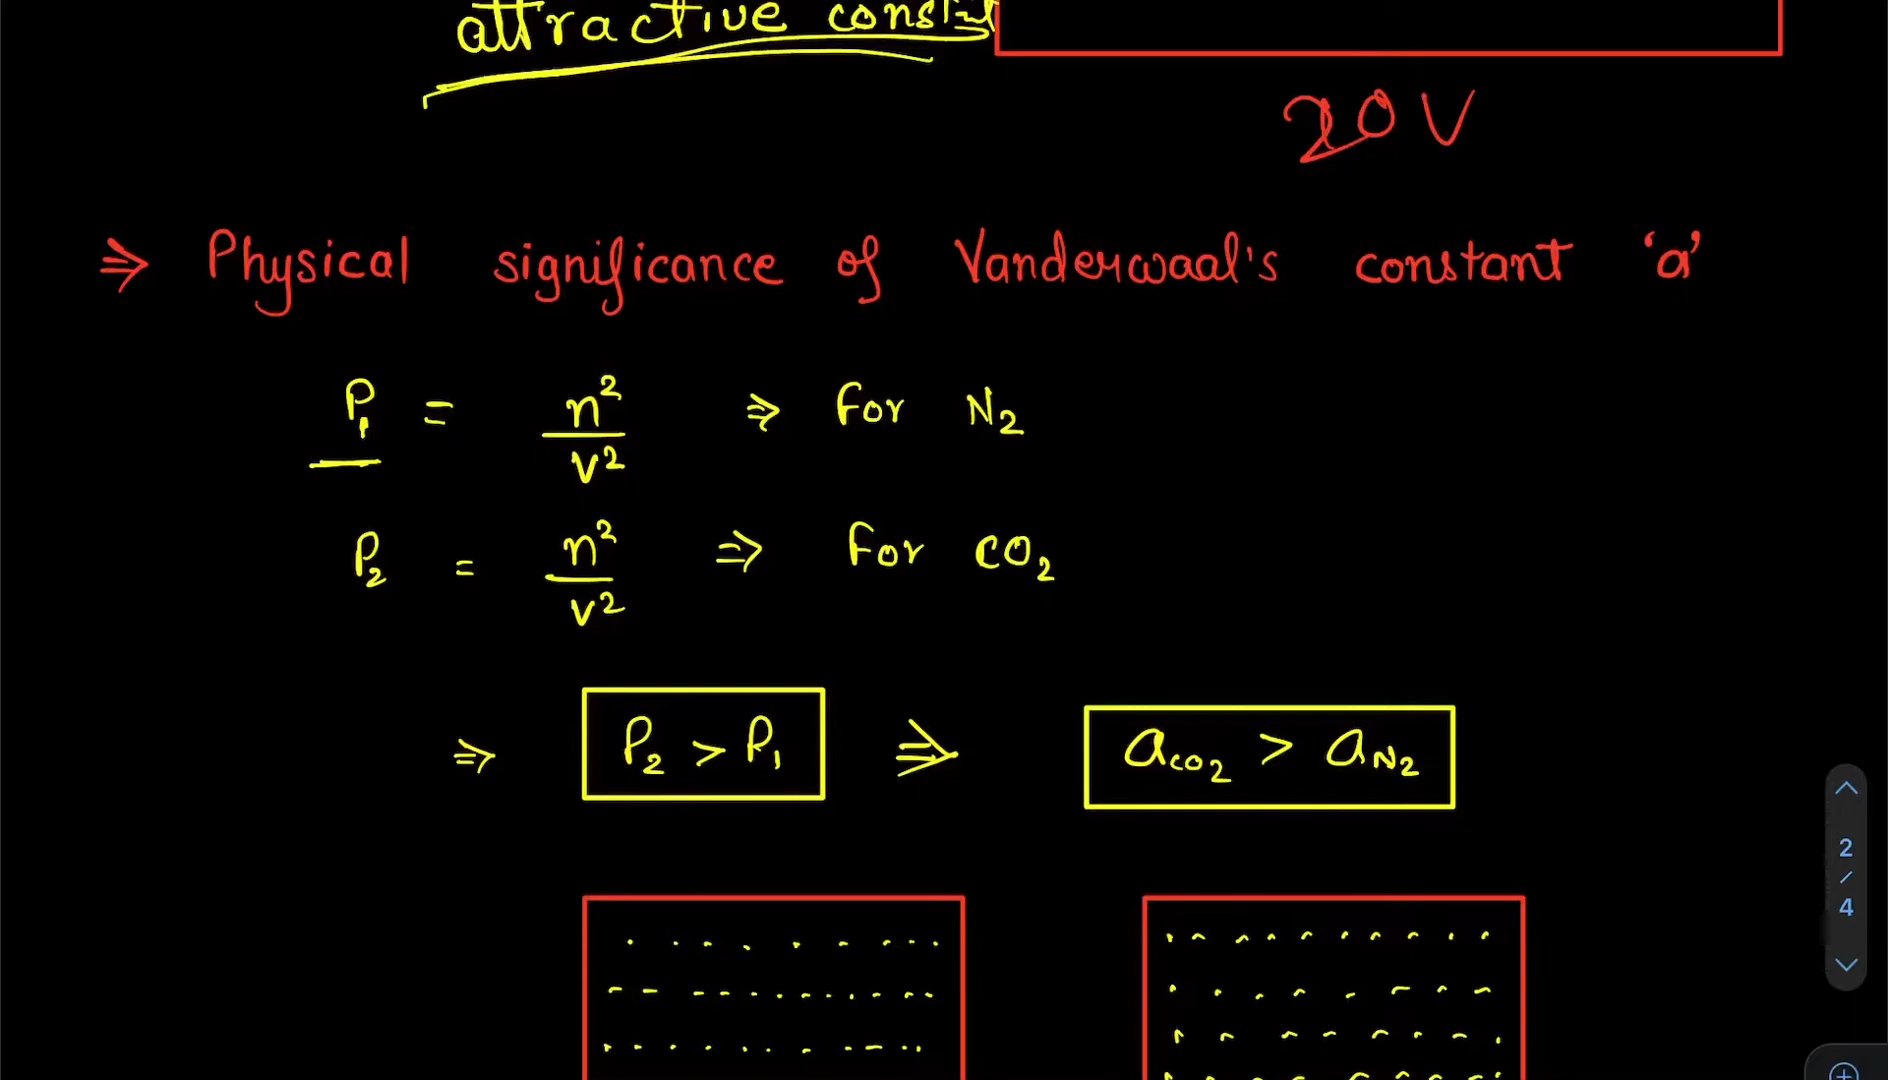 attractive const
20V
⇒ Physical significance of Vanderwaal's constant 'a'
P₁ = n²/v² ⇒ For N₂
P₂ = n²/v² ⇒ For CO₂
⇒ P₂ > P₁ ⇒ aCO₂ > aN₂
2
/
4